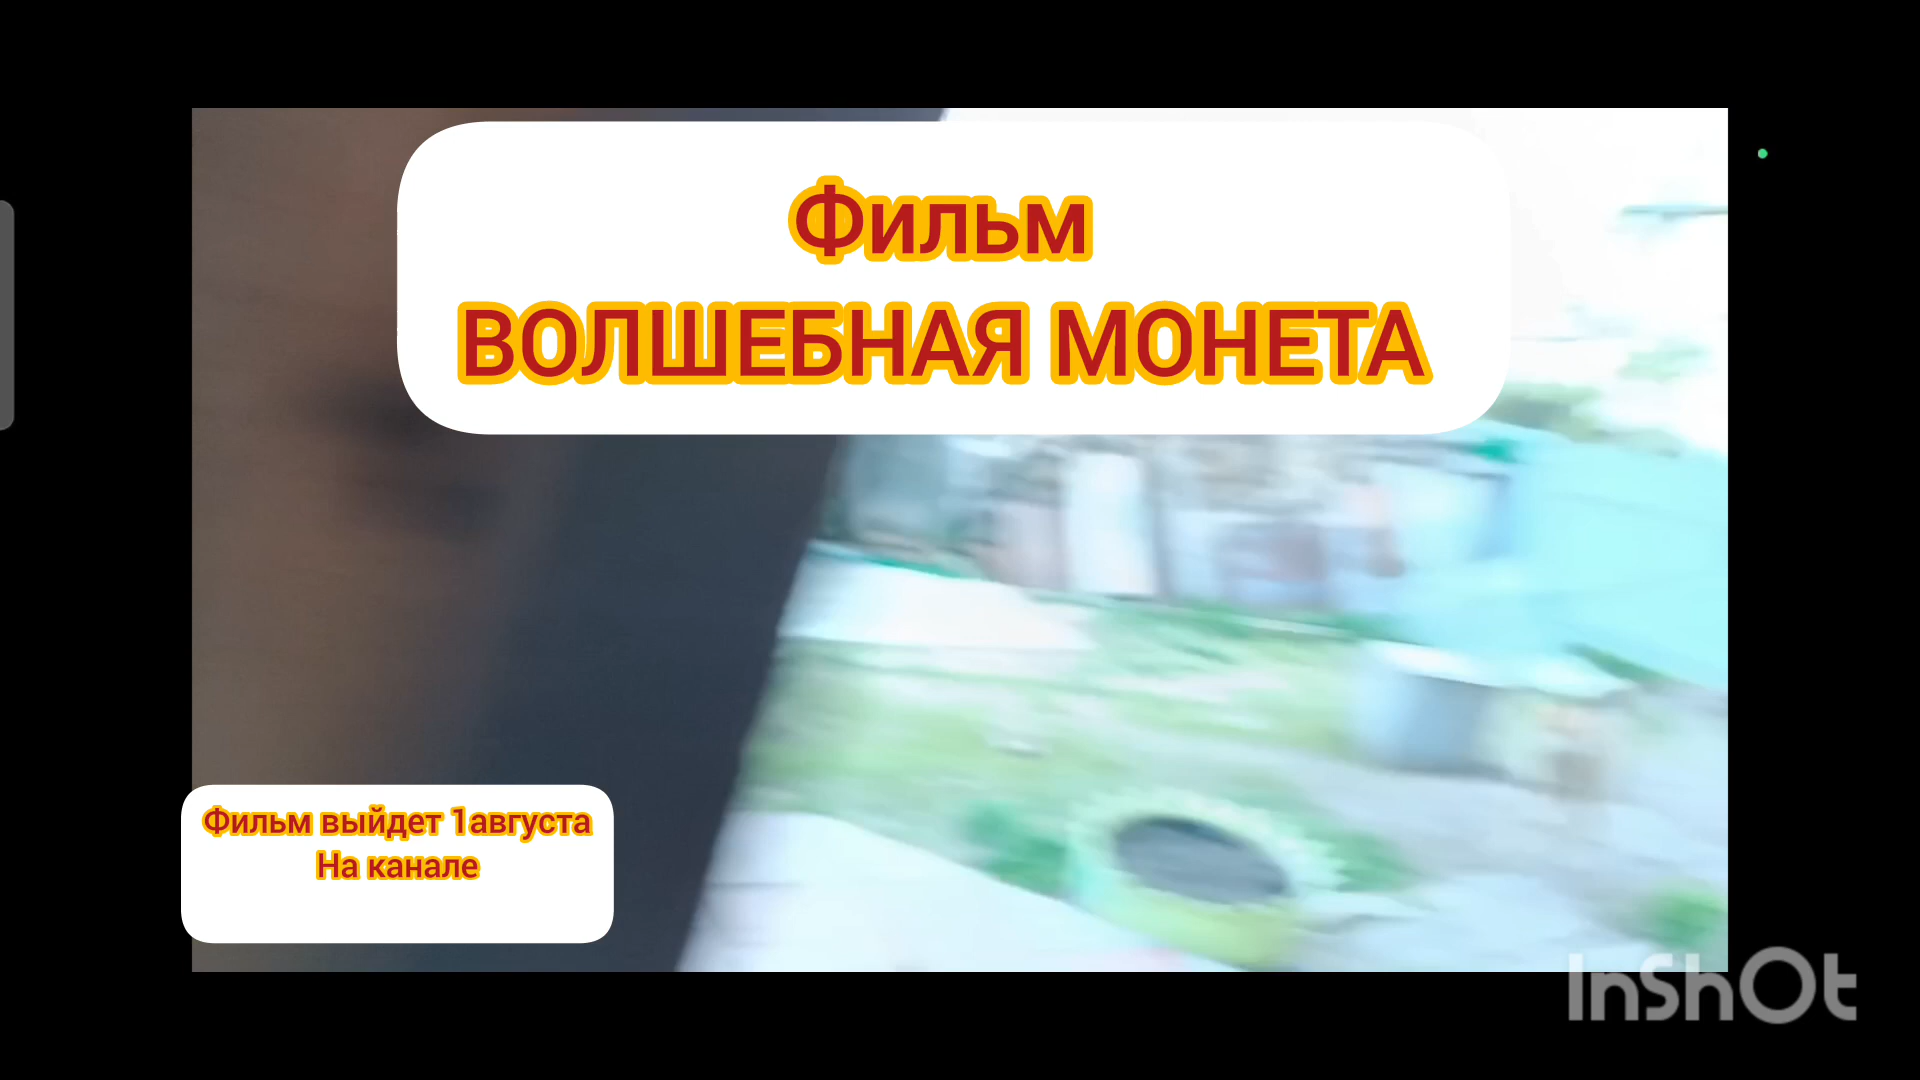 Фильм
ВОЛШЕБНАЯ МОНЕТА
Фильм выйдет 1августа
На канале
InShOt